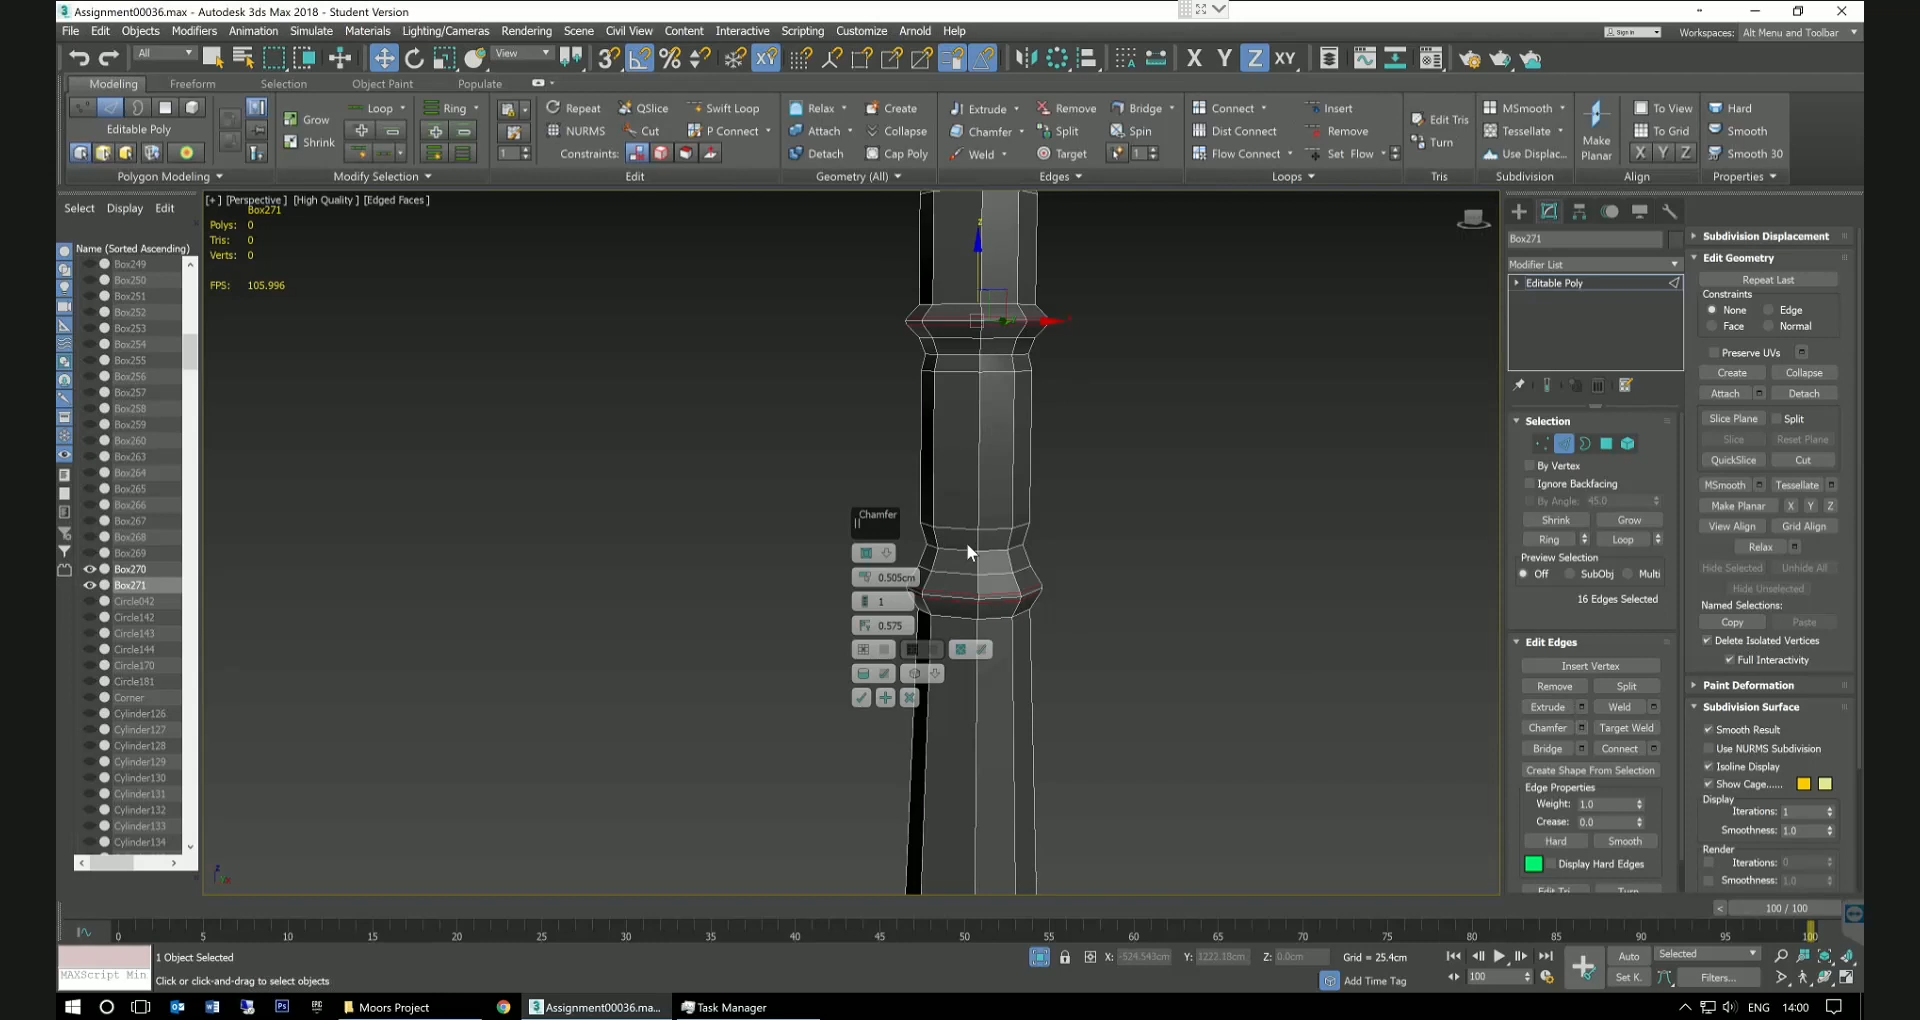 Assignment00036.max - Autodesk 3ds Max 2018 - Student Version
File Edit Objects Modifiers Animation Simulate Materials Lighting/Cameras Rendering Scene Civil View Content Interactive Scripting Customize Arnold Help
Sign In Workspaces: Alt Menu and Toolbar
All View X Y Z XY
Modeling Freeform Selection Object Paint Populate
Loop Ring Repeat QSlice Swift Loop Relax Create Extrude Remove Bridge Connect Insert MSmooth To View Hard
Grow Edit Tris
Polygon Modeling Modify Selection Edit Geometry (All) Edges Loops Tris Subdivision Align Properties
Editable Poly NURMS Cut P Connect Attach Collapse Chamfer Split Spin Dist Connect Remove Tessellate To Grid Smooth
Shrink Turn Make Planar
1 Constraints: Detach Cap Poly Weld Target 1 Flow Connect Set Flow Use Displac... X Y Z Smooth 30
Select Display Edit
Name (Sorted Ascending)
Box249
Box250
Box251
Box252
Box253
Box254
Box255
Box256
Box257
Box258
Box259
Box260
Box263
Box264
Box265
Box266
Box267
Box268
Box269
Box270
Box271
Circle042
Circle142
Circle143
Circle144
Circle170
Circle181
Corner
Cylinder126
Cylinder127
Cylinder128
Cylinder129
Cylinder130
Cylinder131
Cylinder132
Cylinder133
Cylinder134
[+] [Perspective] [High Quality] [Edged Faces]
Box271
Polys: 0
Tris: 0
Verts: 0
FPS: 105.996
z
Chamfer
0.505cm
1
0.575
Box271
Modifier List
Editable Poly
Selection
By Vertex
Ignore Backfacing
By Angle: 45.0
Shrink Grow
Ring Loop
Preview Selection
Off SubObj Multi
16 Edges Selected
Edit Edges
Insert Vertex
Remove Split
Extrude Weld
Chamfer Target Weld
Bridge Connect
Create Shape From Selection
Edge Properties
Weight: 1.0
Crease: 0.0
Hard Smooth
Display Hard Edges
Edit Tri. Turn
Subdivision Displacement
Edit Geometry
Repeat Last
Constraints
None Edge
Face Normal
Preserve UVs
Create Collapse
Attach Detach
Slice Plane Split
Slice Reset Plane
QuickSlice Cut
MSmooth Tessellate
Make Planar X Y Z
View Align Grid Align
Relax
Hide Selected Unhide All
Hide Unselected
Named Selections:
Copy Paste
Delete Isolated Vertices
Full Interactivity
Paint Deformation
Subdivision Surface
Smooth Result
Use NURMS Subdivision
Isoline Display
Show Cage......
Display
Iterations: 1
Smoothness: 1.0
Render
Iterations: 0
Smoothness: 1.0
< 100 / 100
0 5 10 15 20 25 30 35 40 45 50 55 60 65 70 75 80 85 90 95 100
MAXScript Min
1 Object Selected
Click or click-and-drag to select objects
X: -524.543cm Y: 1222.18cm Z: 0.0cm Grid = 25.4cm
Add Time Tag
100
Auto Selected
Set K. Filters...
Moors Project Assignment00036.ma... Task Manager
ENG 14:00